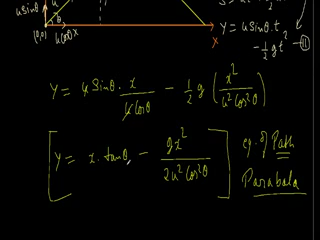 u sinθ
u
θ
(0,0) u cosθ x
X
Y = u sinθ.t
- 1/2 gt² - ⑪
Y = u Sinθ. x/(u cosθ) - 1/2 g (x²/(u² cos²θ))
[Y = x. tanθ - gx²/(2u² cos²θ)] eq. of Path
Parabola